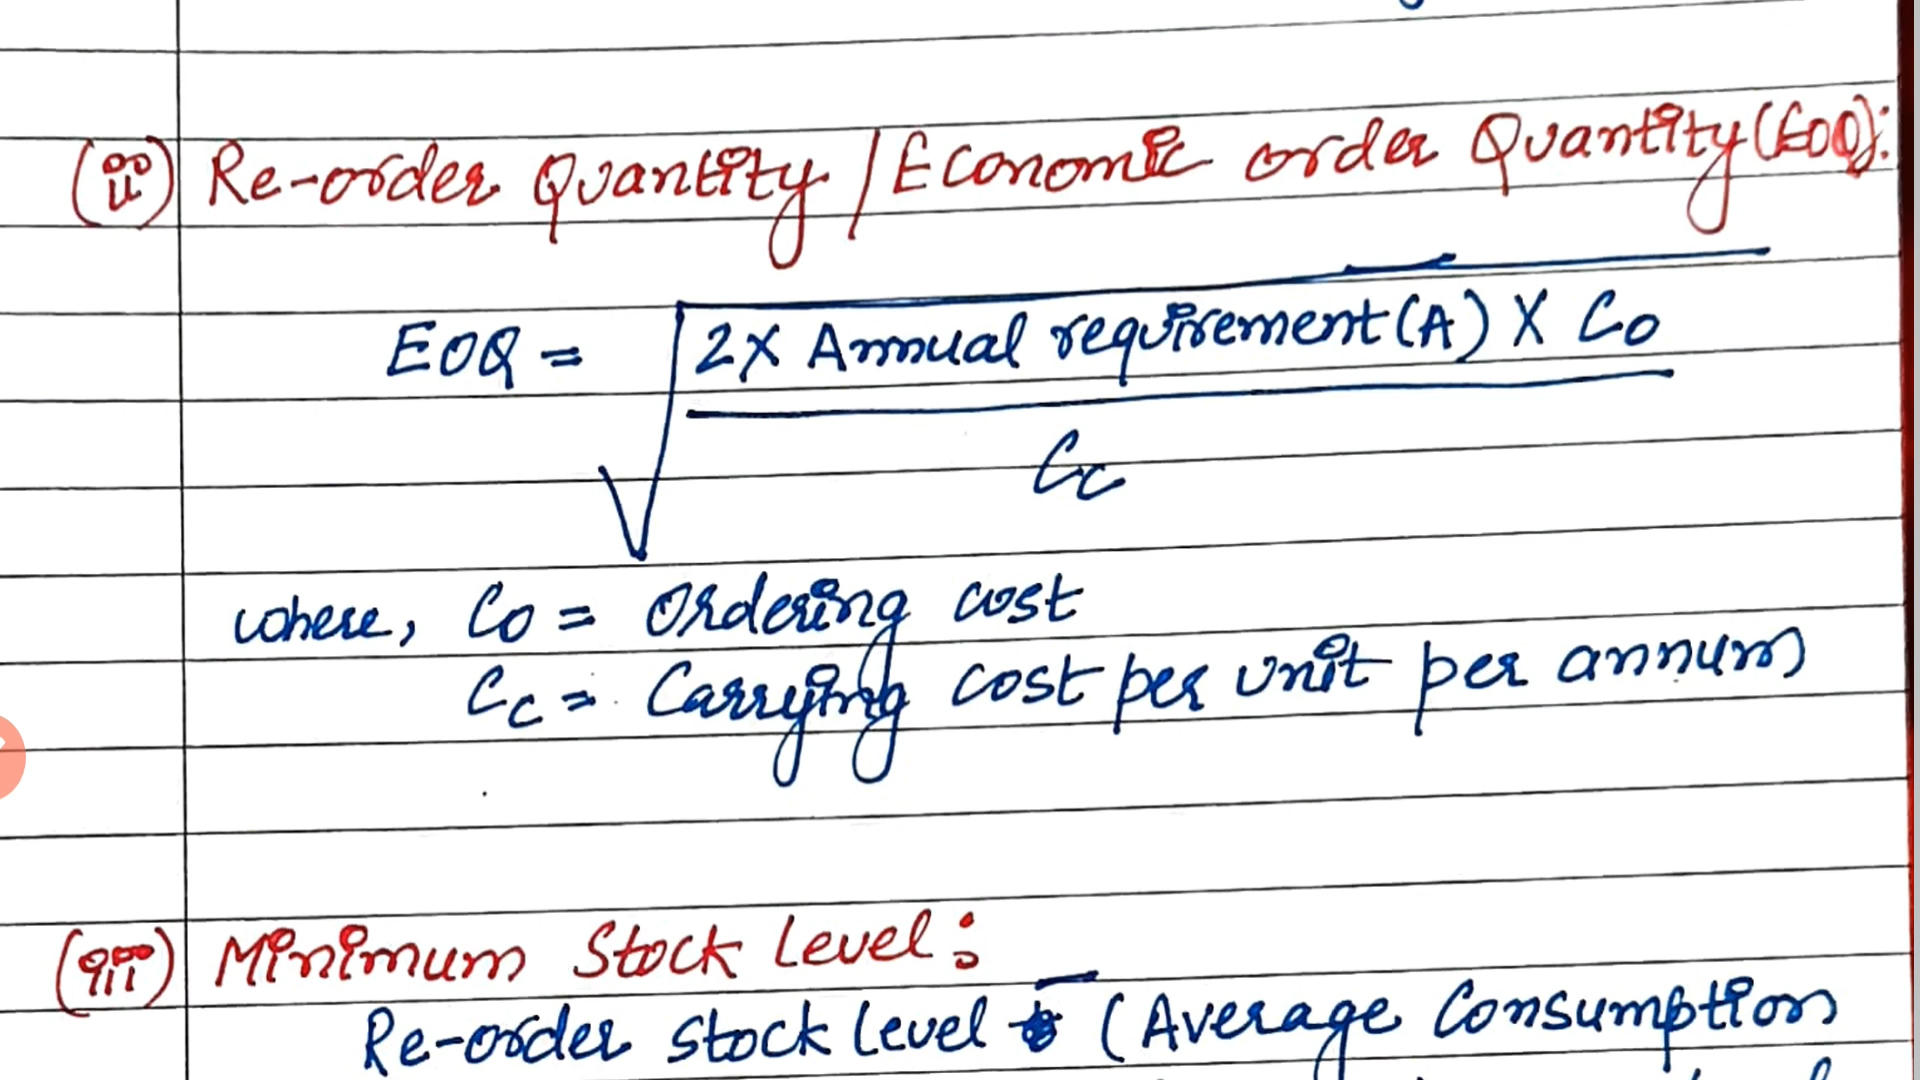 (ii) Re-order Quantity / Economic order Quantity (EOQ):
EOQ = √ 2 x Annual requirement (A) X Co
Cc
where, Co = Ordering cost
Cc = Carrying cost per unit per annum
(iii) Minimum Stock Level :
Re-order stock level - (Average Consumption